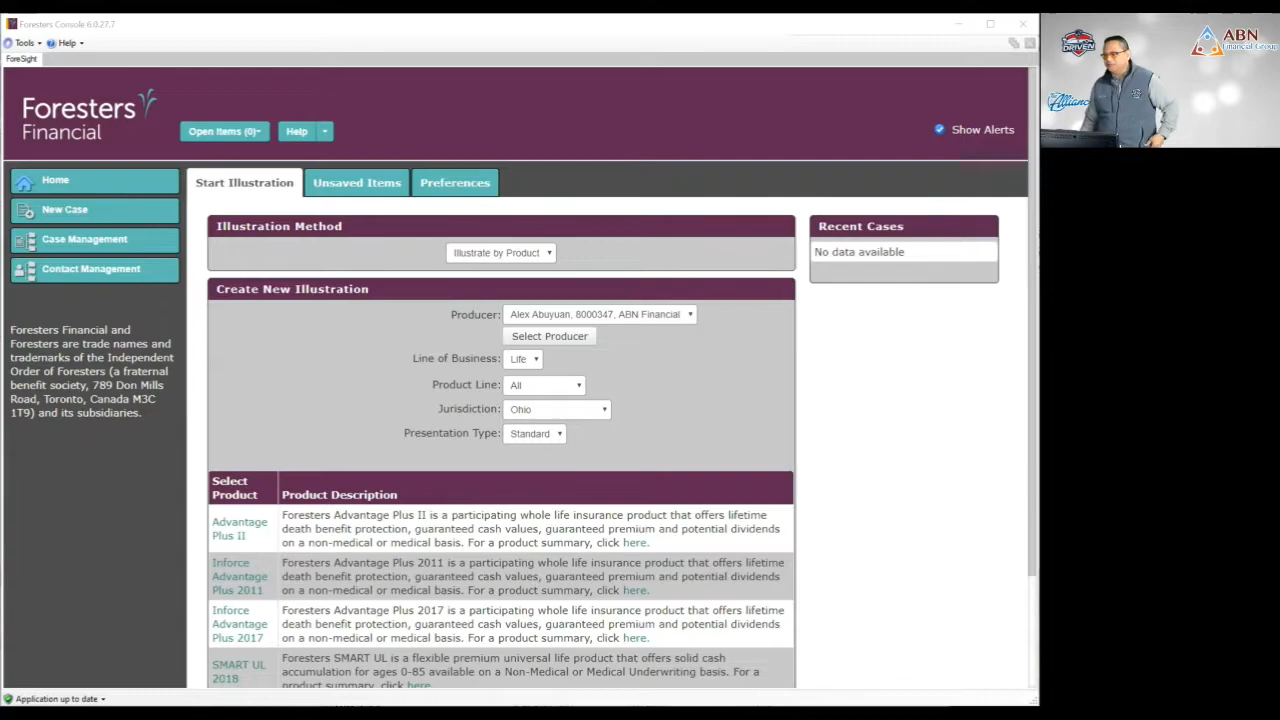 Foresters Console 6.0.27.7
Tools
Help
ForeSight
Foresters
Financial
Open Items (0)
Help
Show Alerts
Home
New Case
Case Management
Contact Management
Foresters Financial and
Foresters are trade names and
trademarks of the Independent
Order of Foresters (a fraternal
benefit society, 789 Don Mills
Road, Toronto, Canada M3C
1T9) and its subsidiaries.
Start Illustration
Unsaved Items
Preferences
Illustration Method
Illustrate by Product
Create New Illustration
Producer: Alex Abuyuan, 8000347, ABN Financial
Select Producer
Line of Business: Life
Product Line: All
Jurisdiction: Ohio
Presentation Type: Standard
Select
Product
Product Description
Advantage
Plus II
Foresters Advantage Plus II is a participating whole life insurance product that offers lifetime
death benefit protection, guaranteed cash values, guaranteed premium and potential dividends
on a non-medical or medical basis. For a product summary, click here.
Inforce
Advantage
Plus 2011
Foresters Advantage Plus 2011 is a participating whole life insurance product that offers lifetime
death benefit protection, guaranteed cash values, guaranteed premium and potential dividends
on a non-medical or medical basis. For a product summary, click here.
Inforce
Advantage
Plus 2017
Foresters Advantage Plus 2017 is a participating whole life insurance product that offers lifetime
death benefit protection, guaranteed cash values, guaranteed premium and potential dividends
on a non-medical or medical basis. For a product summary, click here.
SMART UL
2018
Foresters SMART UL is a flexible premium universal life product that offers solid cash
accumulation for ages 0-85 available on a Non-Medical or Medical Underwriting basis. For a
product summary, click here.
Recent Cases
No data available
Application up to date
DRIVEN
Alliance
ABN
Financial Group